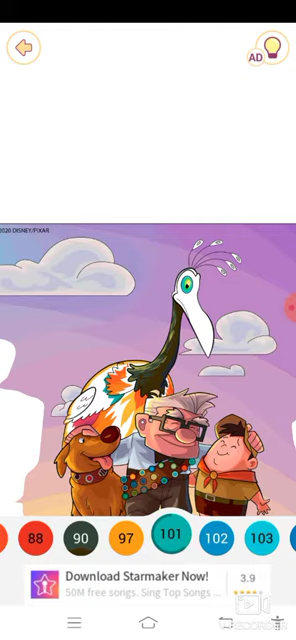 AD
2020 DISNEY/PIXAR
88 90 97 101 102 103
Download Starmaker Now!
50M free songs. Sing Top Songs ...
3.9
RECORDER